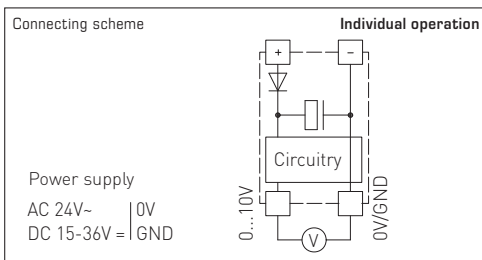 Connecting scheme
Individual operation
+
−
Circuitry
Power supply
AC 24V~ | 0V
DC 15-36V = | GND
0...10V
0V/GND
V